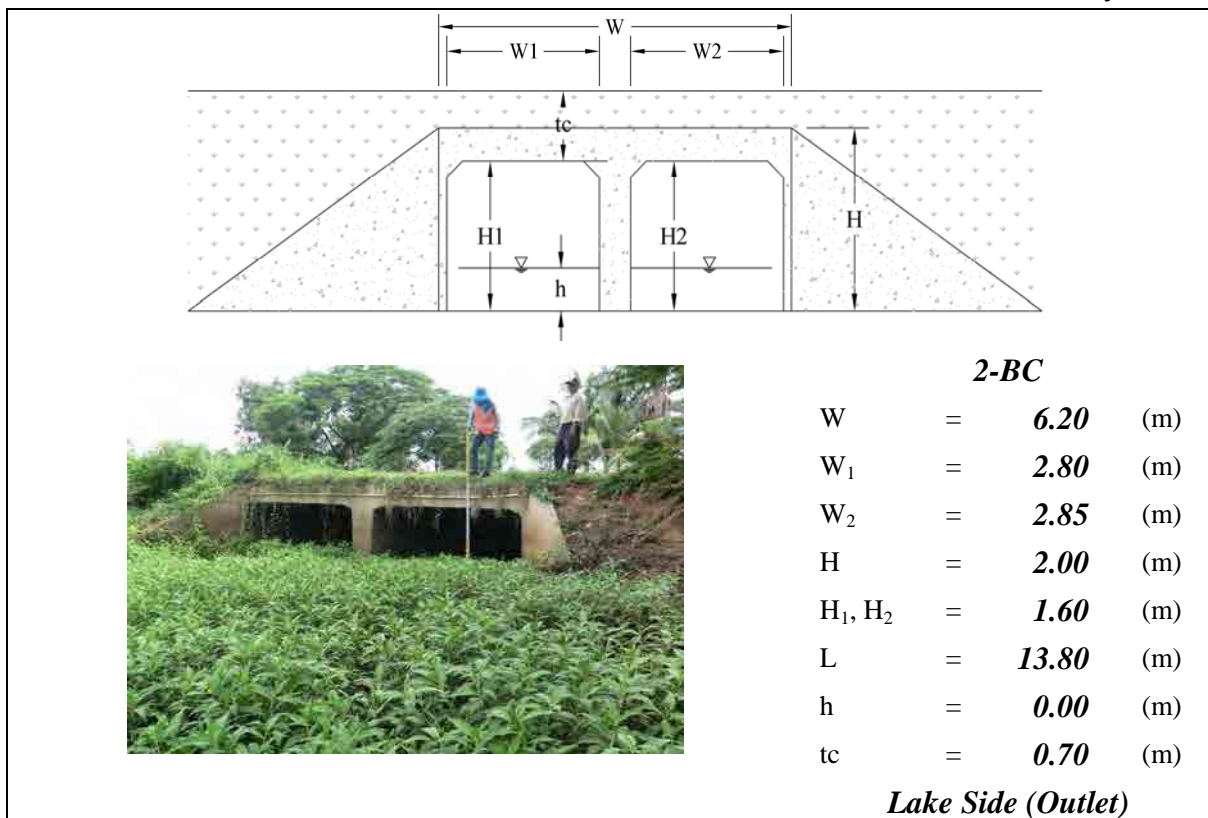 W
W1
W2
tc
H1
H2
H
h
2-BC
W = 6.20 (m)
W₁ = 2.80 (m)
W₂ = 2.85 (m)
H = 2.00 (m)
H₁, H₂ = 1.60 (m)
L = 13.80 (m)
h = 0.00 (m)
tc = 0.70 (m)
Lake Side (Outlet)